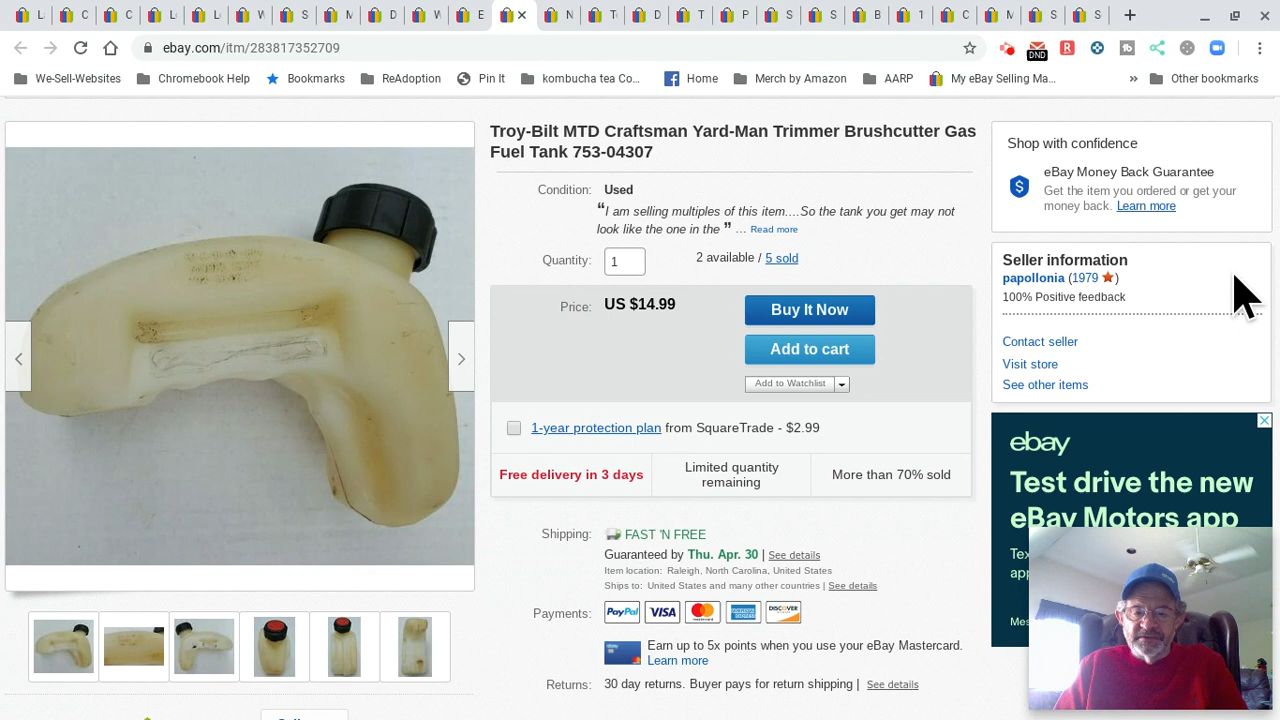 L
C
C
L
L
W
S
M
D
W
E
N
T
D
T
P
S
S
B
1
C
M
S
S
ebay.com/itm/283817352709
DND
R
tb
We-Sell-Websites
Chromebook Help
Bookmarks
ReAdoption
Pin It
kombucha tea Co...
Home
Merch by Amazon
AARP
My eBay Selling Ma...
»
Other bookmarks
Troy-Bilt MTD Craftsman Yard-Man Trimmer Brushcutter Gas
Fuel Tank 753-04307
Condition: Used
“I am selling multiples of this item....So the tank you get may not
look like the one in the ” ... Read more
Quantity: 1 2 available / 5 sold
Price: US $14.99
Buy It Now
Add to cart
Add to Watchlist
1-year protection plan from SquareTrade - $2.99
Free delivery in 3 days
Limited quantity
remaining
More than 70% sold
Shipping: FAST 'N FREE
Guaranteed by Thu. Apr. 30 | See details
Item location: Raleigh, North Carolina, United States
Ships to: United States and many other countries | See details
Payments: PayPal VISA MasterCard AMERICAN EXPRESS DISCOVER
Earn up to 5x points when you use your eBay Mastercard.
Learn more
Returns: 30 day returns. Buyer pays for return shipping | See details
Shop with confidence
eBay Money Back Guarantee
Get the item you ordered or get your
money back. Learn more
Seller information
papollonia (1979 ★)
100% Positive feedback
Contact seller
Visit store
See other items
ebay
Test drive the new
eBay Motors app